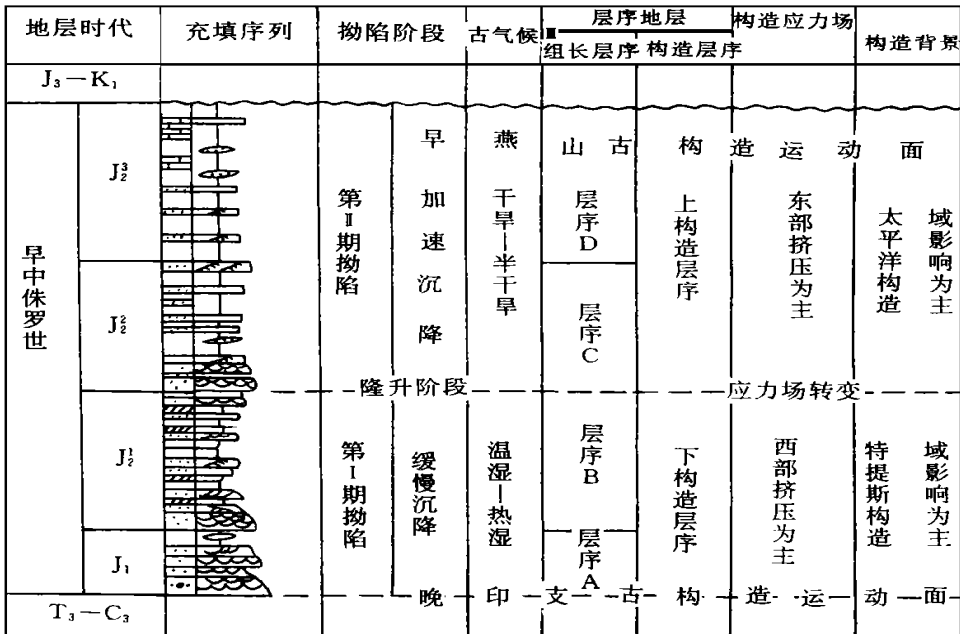 地层时代 充填序列 拗陷阶段 古气候 层序地层 构造应力场 构造背景
组长层序 构造层序
J₃—K₁
早 燕 山 古 构 造 运 动 面
早中侏罗世
J₂³
J₂²
J₂¹
J₁
第Ⅱ期拗陷
加速沉降
干旱—半干旱
层序D
层序C
上构造层序
东部挤压为主
太平洋构造
域影响为主
隆升阶段 应力场转变
第Ⅰ期拗陷
缓慢沉降
温湿—热湿
层序B
层序A
下构造层序
西部挤压为主
特提斯构造
域影响为主
晚 印 支 古 构 造 运 动 面
T₃—C₃